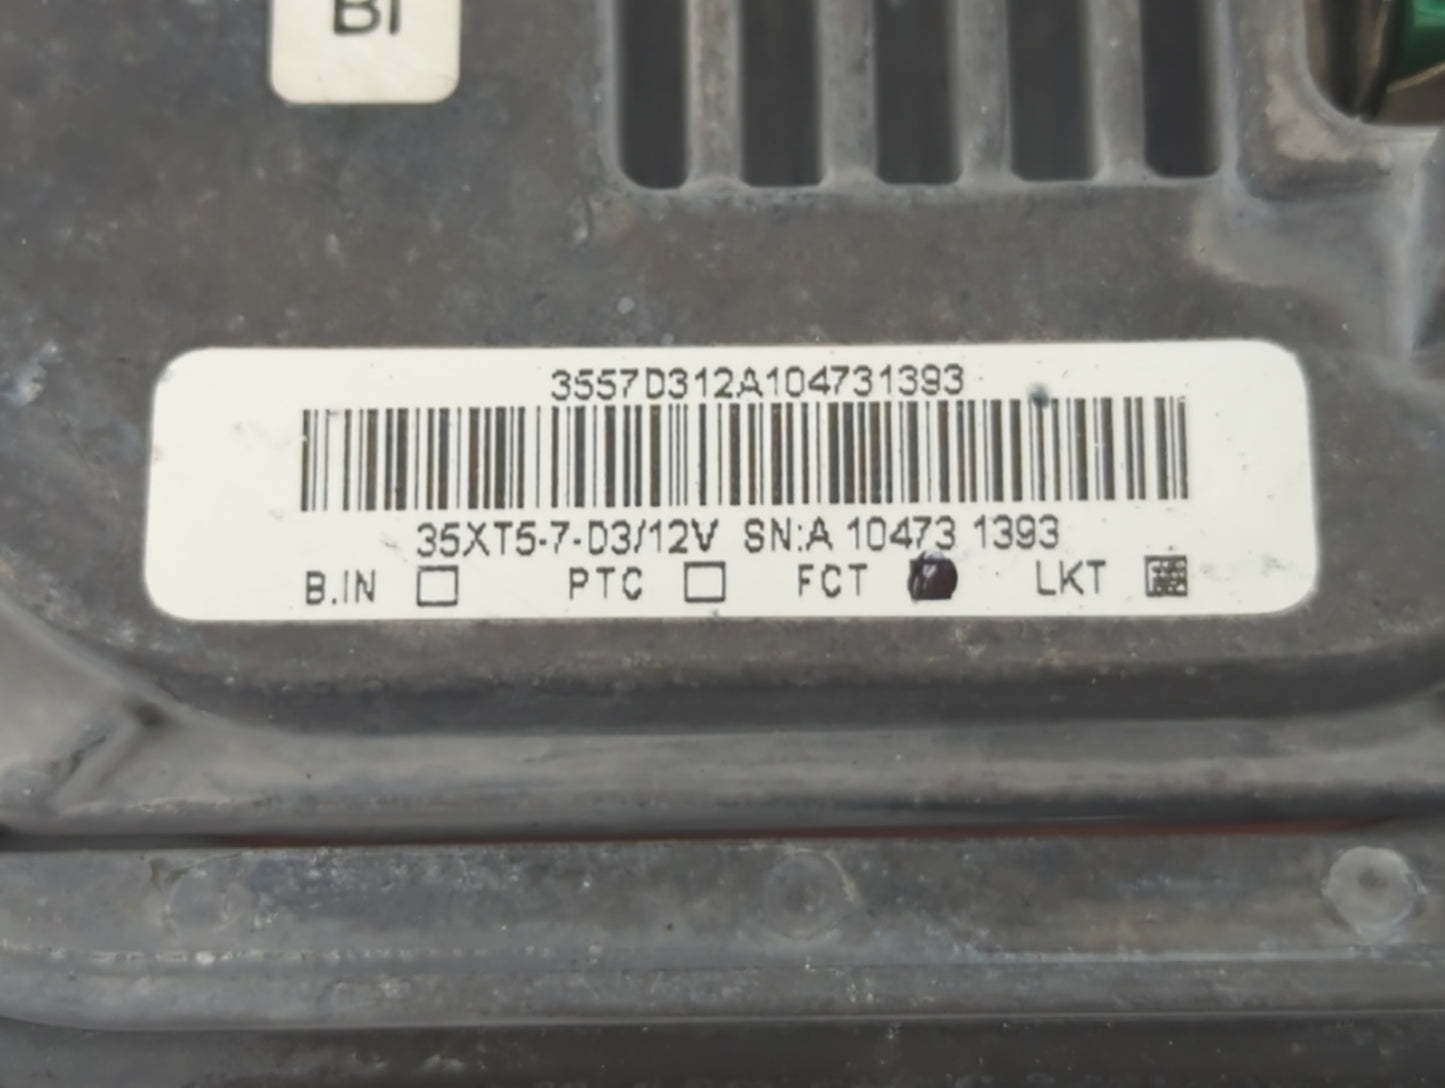 BI
3557D312A104731393
35XT5-7-D3/12V SN:A 10473 1393
B.IN PTC FCT LKT